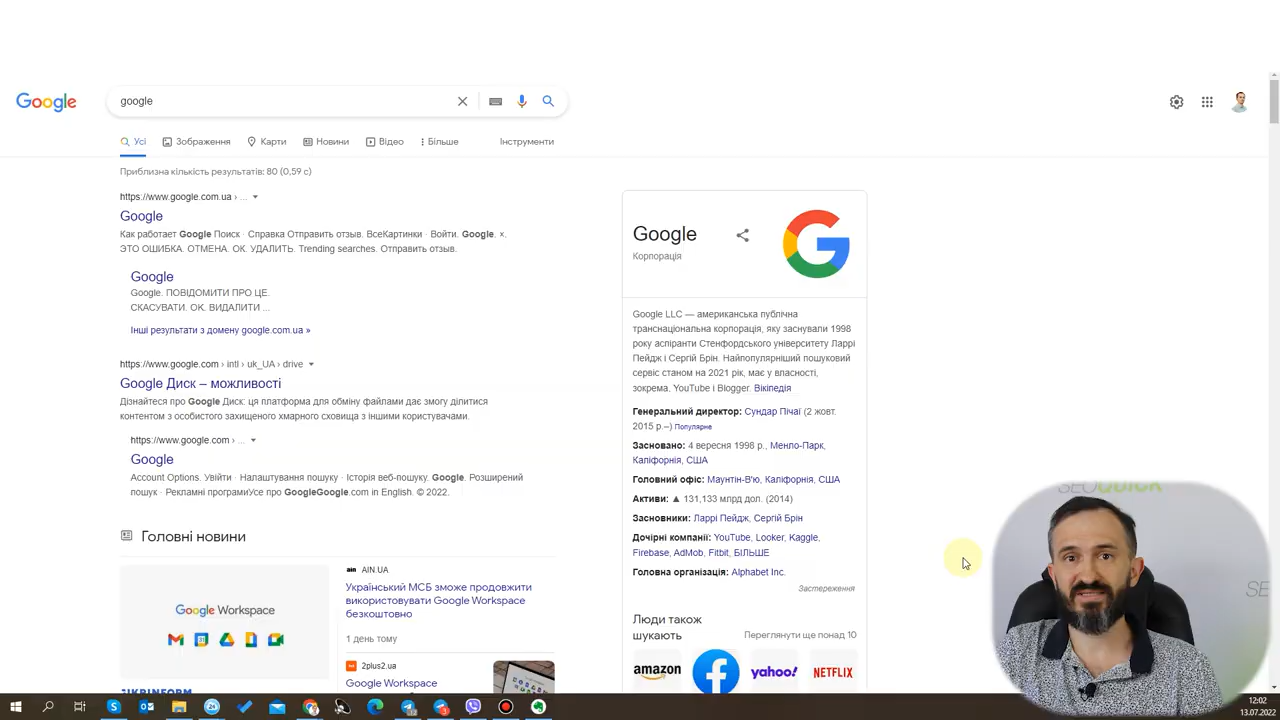 Google
google
Усі
Зображення
Карти
Новини
Відео
Більше
Інструменти
Приблизна кількість результатів: 80 (0,59 с)
https://www.google.com.ua › ...
Google
Как работает Google Поиск · Справка Отправить отзыв. ВсеКартинки · Войти. Google. ×.
ЭТО ОШИБКА. ОТМЕНА. ОК. УДАЛИТЬ. Trending searches. Отправить отзыв.
Google
Google. ПОВІДОМИТИ ПРО ЦЕ.
СКАСУВАТИ. OK. ВИДАЛИТИ ...
Інші результати з домену google.com.ua »
https://www.google.com › intl › uk_UA › drive
Google Диск – можливості
Дізнайтеся про Google Диск: ця платформа для обміну файлами дає змогу ділитися
контентом з особистого захищеного хмарного сховища з іншими користувачами.
https://www.google.com › ...
Google
Account Options. Увійти · Налаштування пошуку · Історія веб-пошуку. Google. Розширений
пошук · Рекламні програмиУсе про GoogleGoogle.com in English. © 2022.
Головні новини
Google Workspace
AIN.UA
Український МСБ зможе продовжити
використовувати Google Workspace
безкоштовно
1 день тому
2plus2.ua
Google Workspace
УКРІНФОРМ
Google
Корпорація
Google LLC — американська публічна
транснаціональна корпорація, яку заснували 1998
року аспіранти Стенфордського університету Ларрі
Пейдж і Сергій Брін. Найпопулярніший пошуковий
сервіс станом на 2021 рік, має у власності,
зокрема, YouTube і Blogger. Вікіпедія
Генеральний директор: Сундар Пічаї (2 жовт.
2015 р.–) Популярне
Засновано: 4 вересня 1998 р., Менло-Парк,
Каліфорнія, США
Головний офіс: Маунтін-В'ю, Каліфорнія, США
Активи: ▲ 131,133 млрд дол. (2014)
Засновники: Ларрі Пейдж, Сергій Брін
Дочірні компанії: YouTube, Looker, Kaggle,
Firebase, AdMob, Fitbit, БІЛЬШЕ
Головна організація: Alphabet Inc.
Застереження
Люди також
шукають
Переглянути ще понад 10
amazon
yahoo!
NETFLIX
SEOQUICK
SE
12:02
13.07.2022